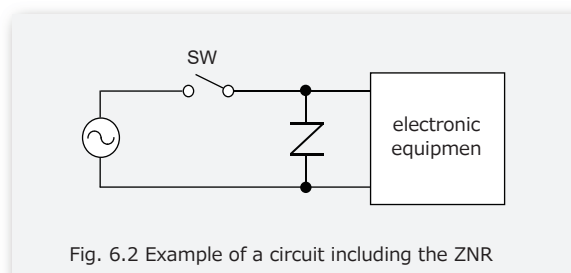 SW
electronic
equipmen
Fig. 6.2 Example of a circuit including the ZNR